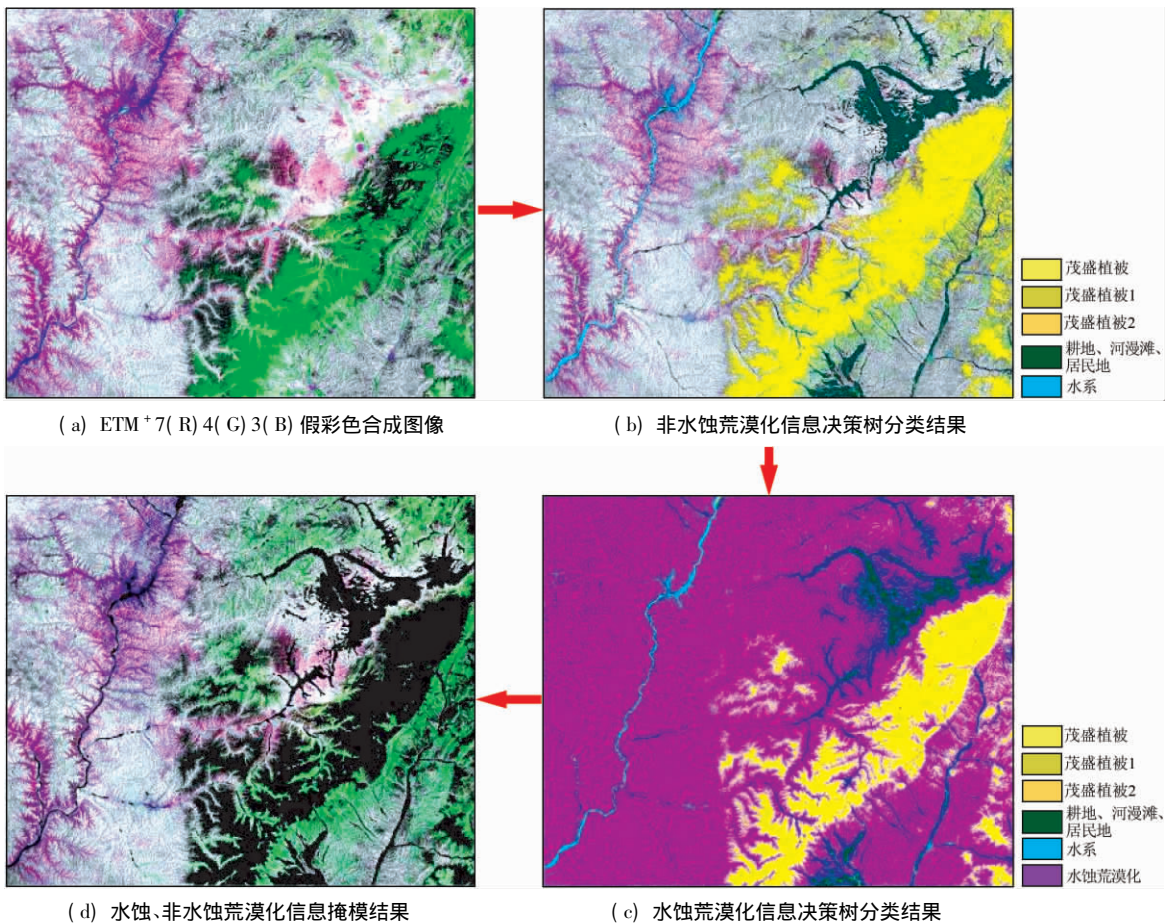 茂盛植被
茂盛植被1
茂盛植被2
耕地、河漫滩、
居民地
水系
( a) ETM + 7( R) 4( G) 3( B) 假彩色合成图像
( b) 非水蚀荒漠化信息决策树分类结果
茂盛植被
茂盛植被1
茂盛植被2
耕地、河漫滩、
居民地
水系
水蚀荒漠化
( d) 水蚀、非水蚀荒漠化信息掩模结果
( c) 水蚀荒漠化信息决策树分类结果